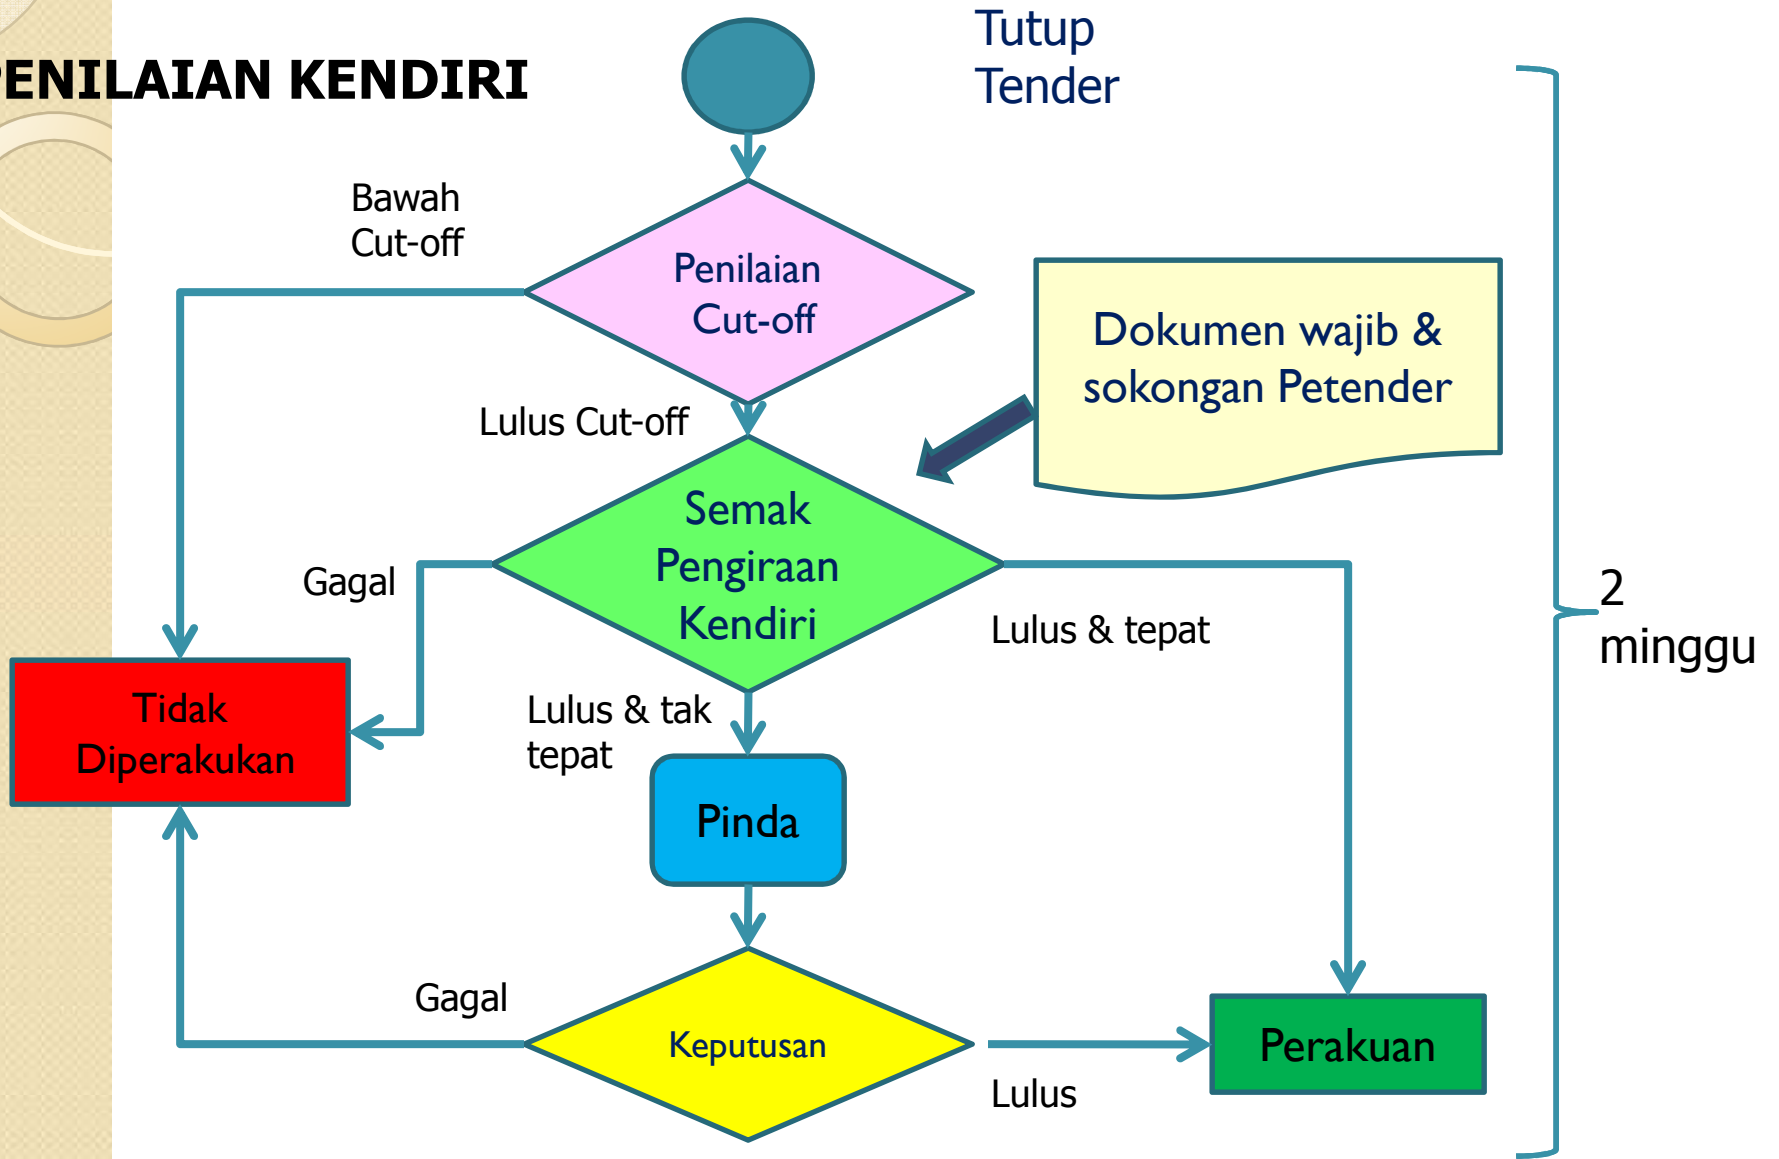 PENILAIAN KENDIRI
Tutup
Tender
Bawah
Cut-off
Penilaian
Cut-off
Dokumen wajib &
sokongan Petender
Lulus Cut-off
Semak
Pengiraan
Kendiri
Gagal
Lulus & tepat
2
minggu
Tidak
Diperakukan
Lulus & tak
tepat
Pinda
Gagal
Keputusan
Perakuan
Lulus